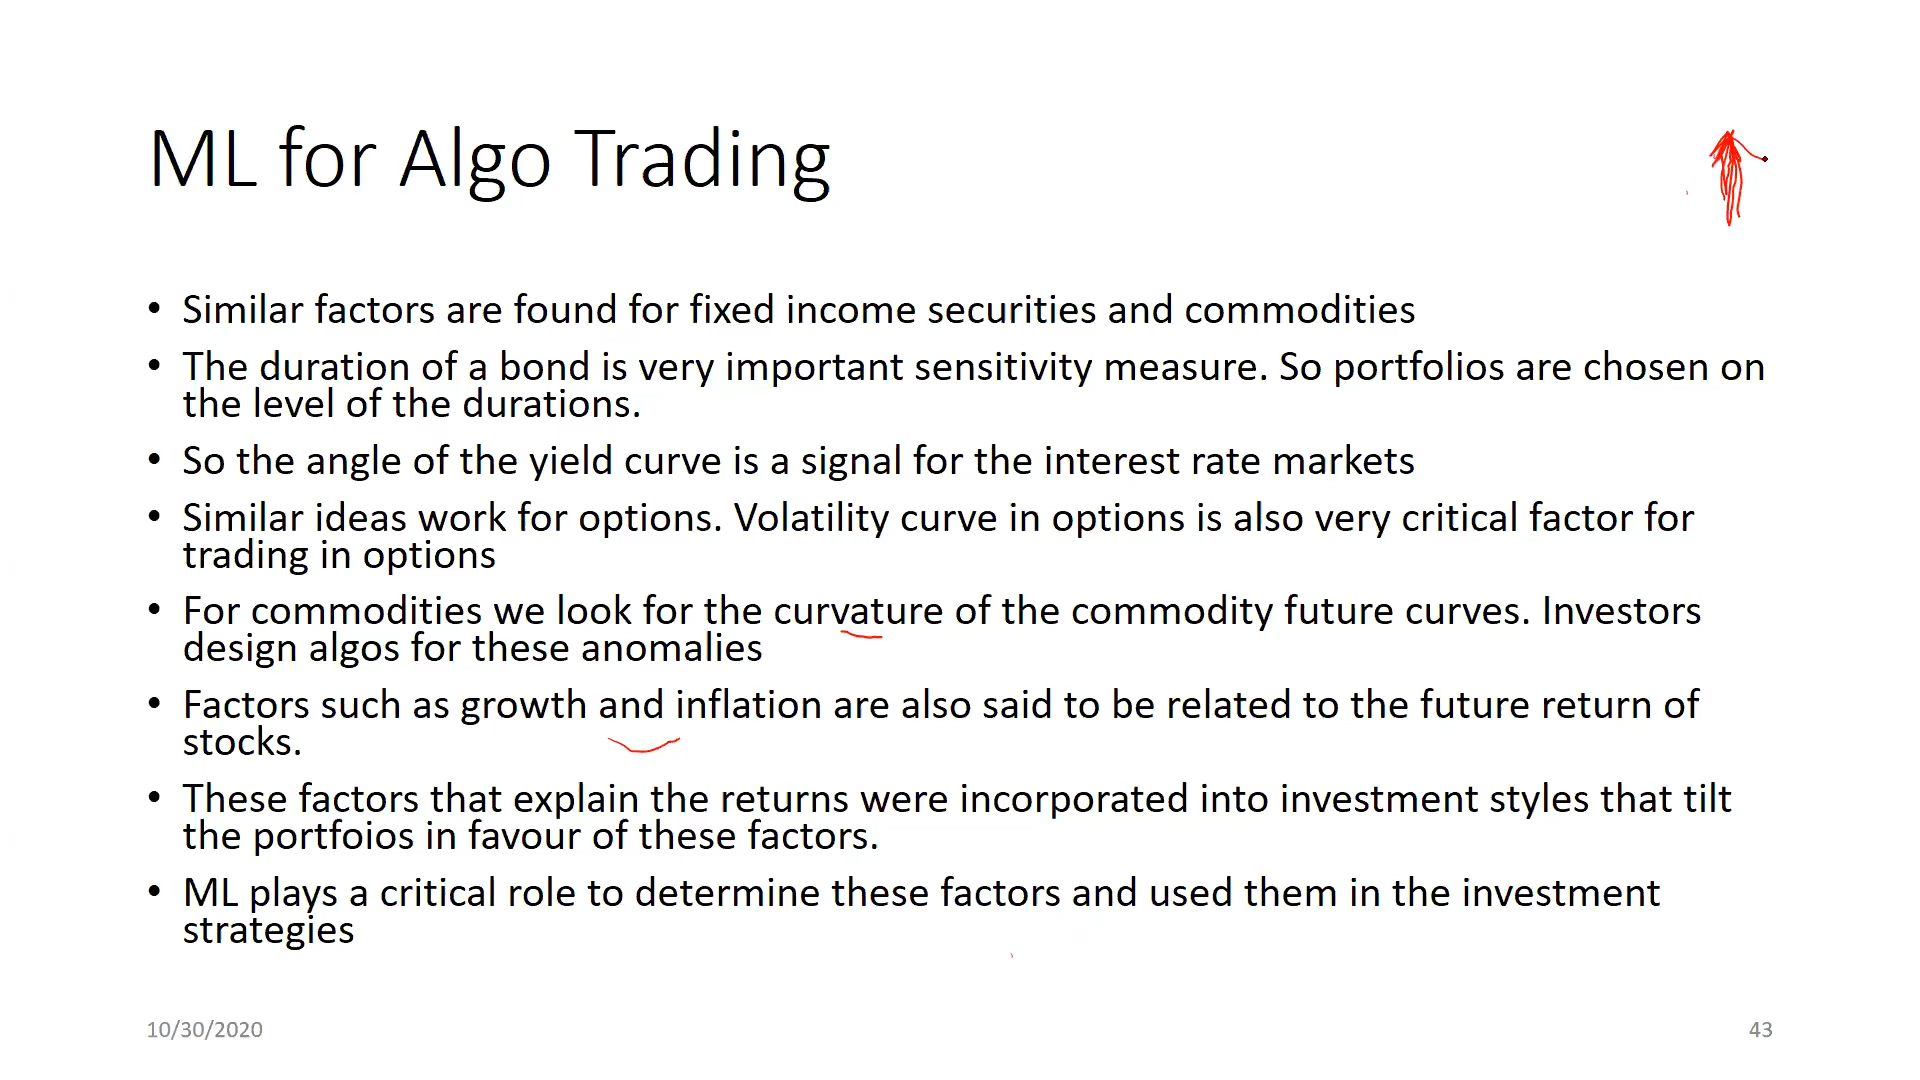 ML for Algo Trading
• Similar factors are found for fixed income securities and commodities
• The duration of a bond is very important sensitivity measure. So portfolios are chosen on
the level of the durations.
• So the angle of the yield curve is a signal for the interest rate markets
• Similar ideas work for options. Volatility curve in options is also very critical factor for
trading in options
• For commodities we look for the curvature of the commodity future curves. Investors
design algos for these anomalies
• Factors such as growth and inflation are also said to be related to the future return of
stocks.
• These factors that explain the returns were incorporated into investment styles that tilt
the portfoios in favour of these factors.
• ML plays a critical role to determine these factors and used them in the investment
strategies
10/30/2020
43